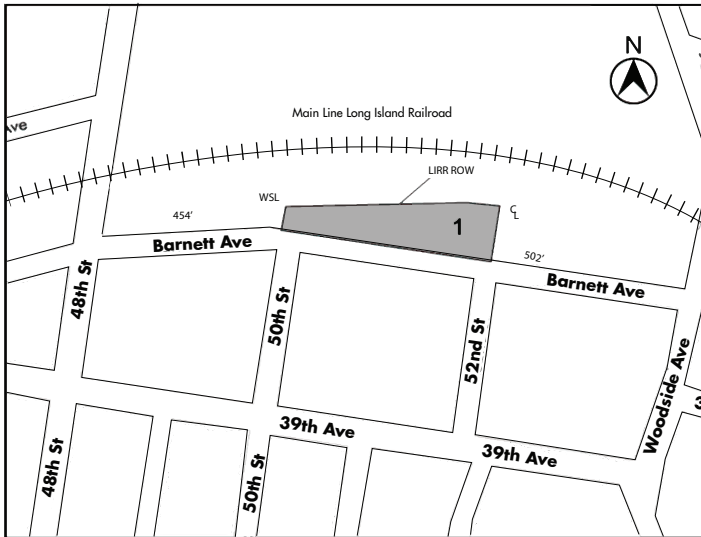 N
Main Line Long Island Railroad
Ave
LIRR ROW
WSL
℄
454'
1
Barnett Ave
502'
Barnett Ave
48th St
50th St
52nd St
Woodside Ave
39th Ave
39th Ave
48th St
50th St